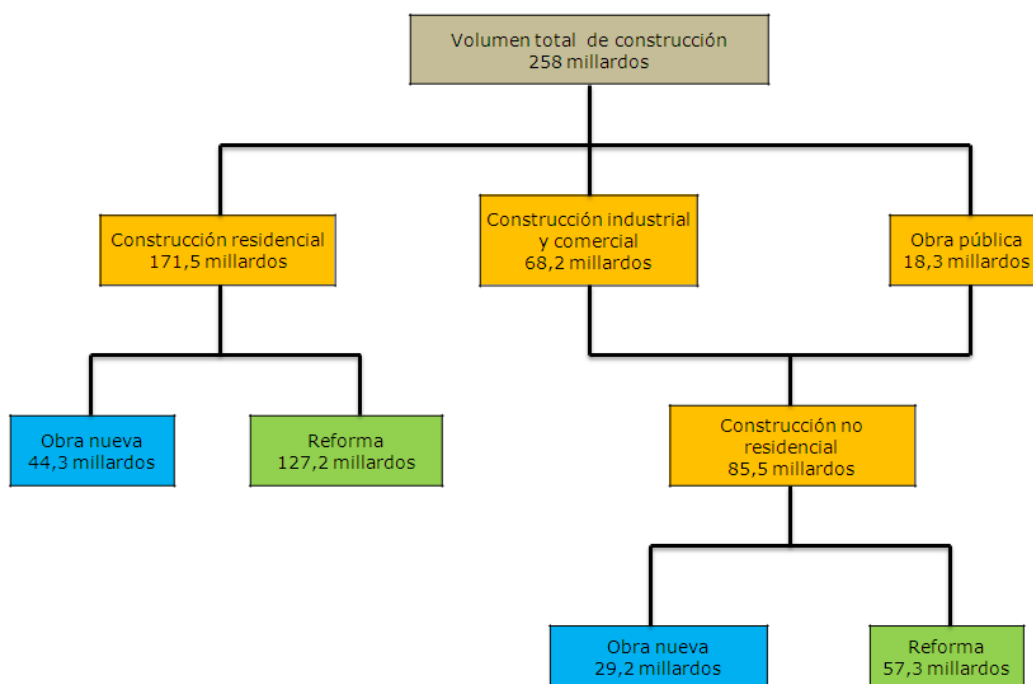 Volumen total de construcción
258 millardos
Construcción residencial
171,5 millardos
Construcción industrial
y comercial
68,2 millardos
Obra pública
18,3 millardos
Obra nueva
44,3 millardos
Reforma
127,2 millardos
Construcción no
residencial
85,5 millardos
Obra nueva
29,2 millardos
Reforma
57,3 millardos